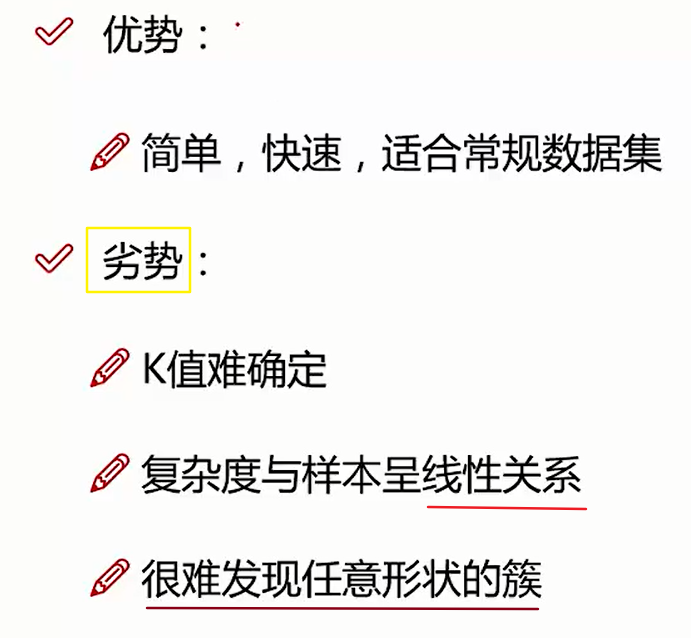 优势：
简单，快速，适合常规数据集
劣势：
K值难确定
复杂度与样本呈线性关系
很难发现任意形状的簇